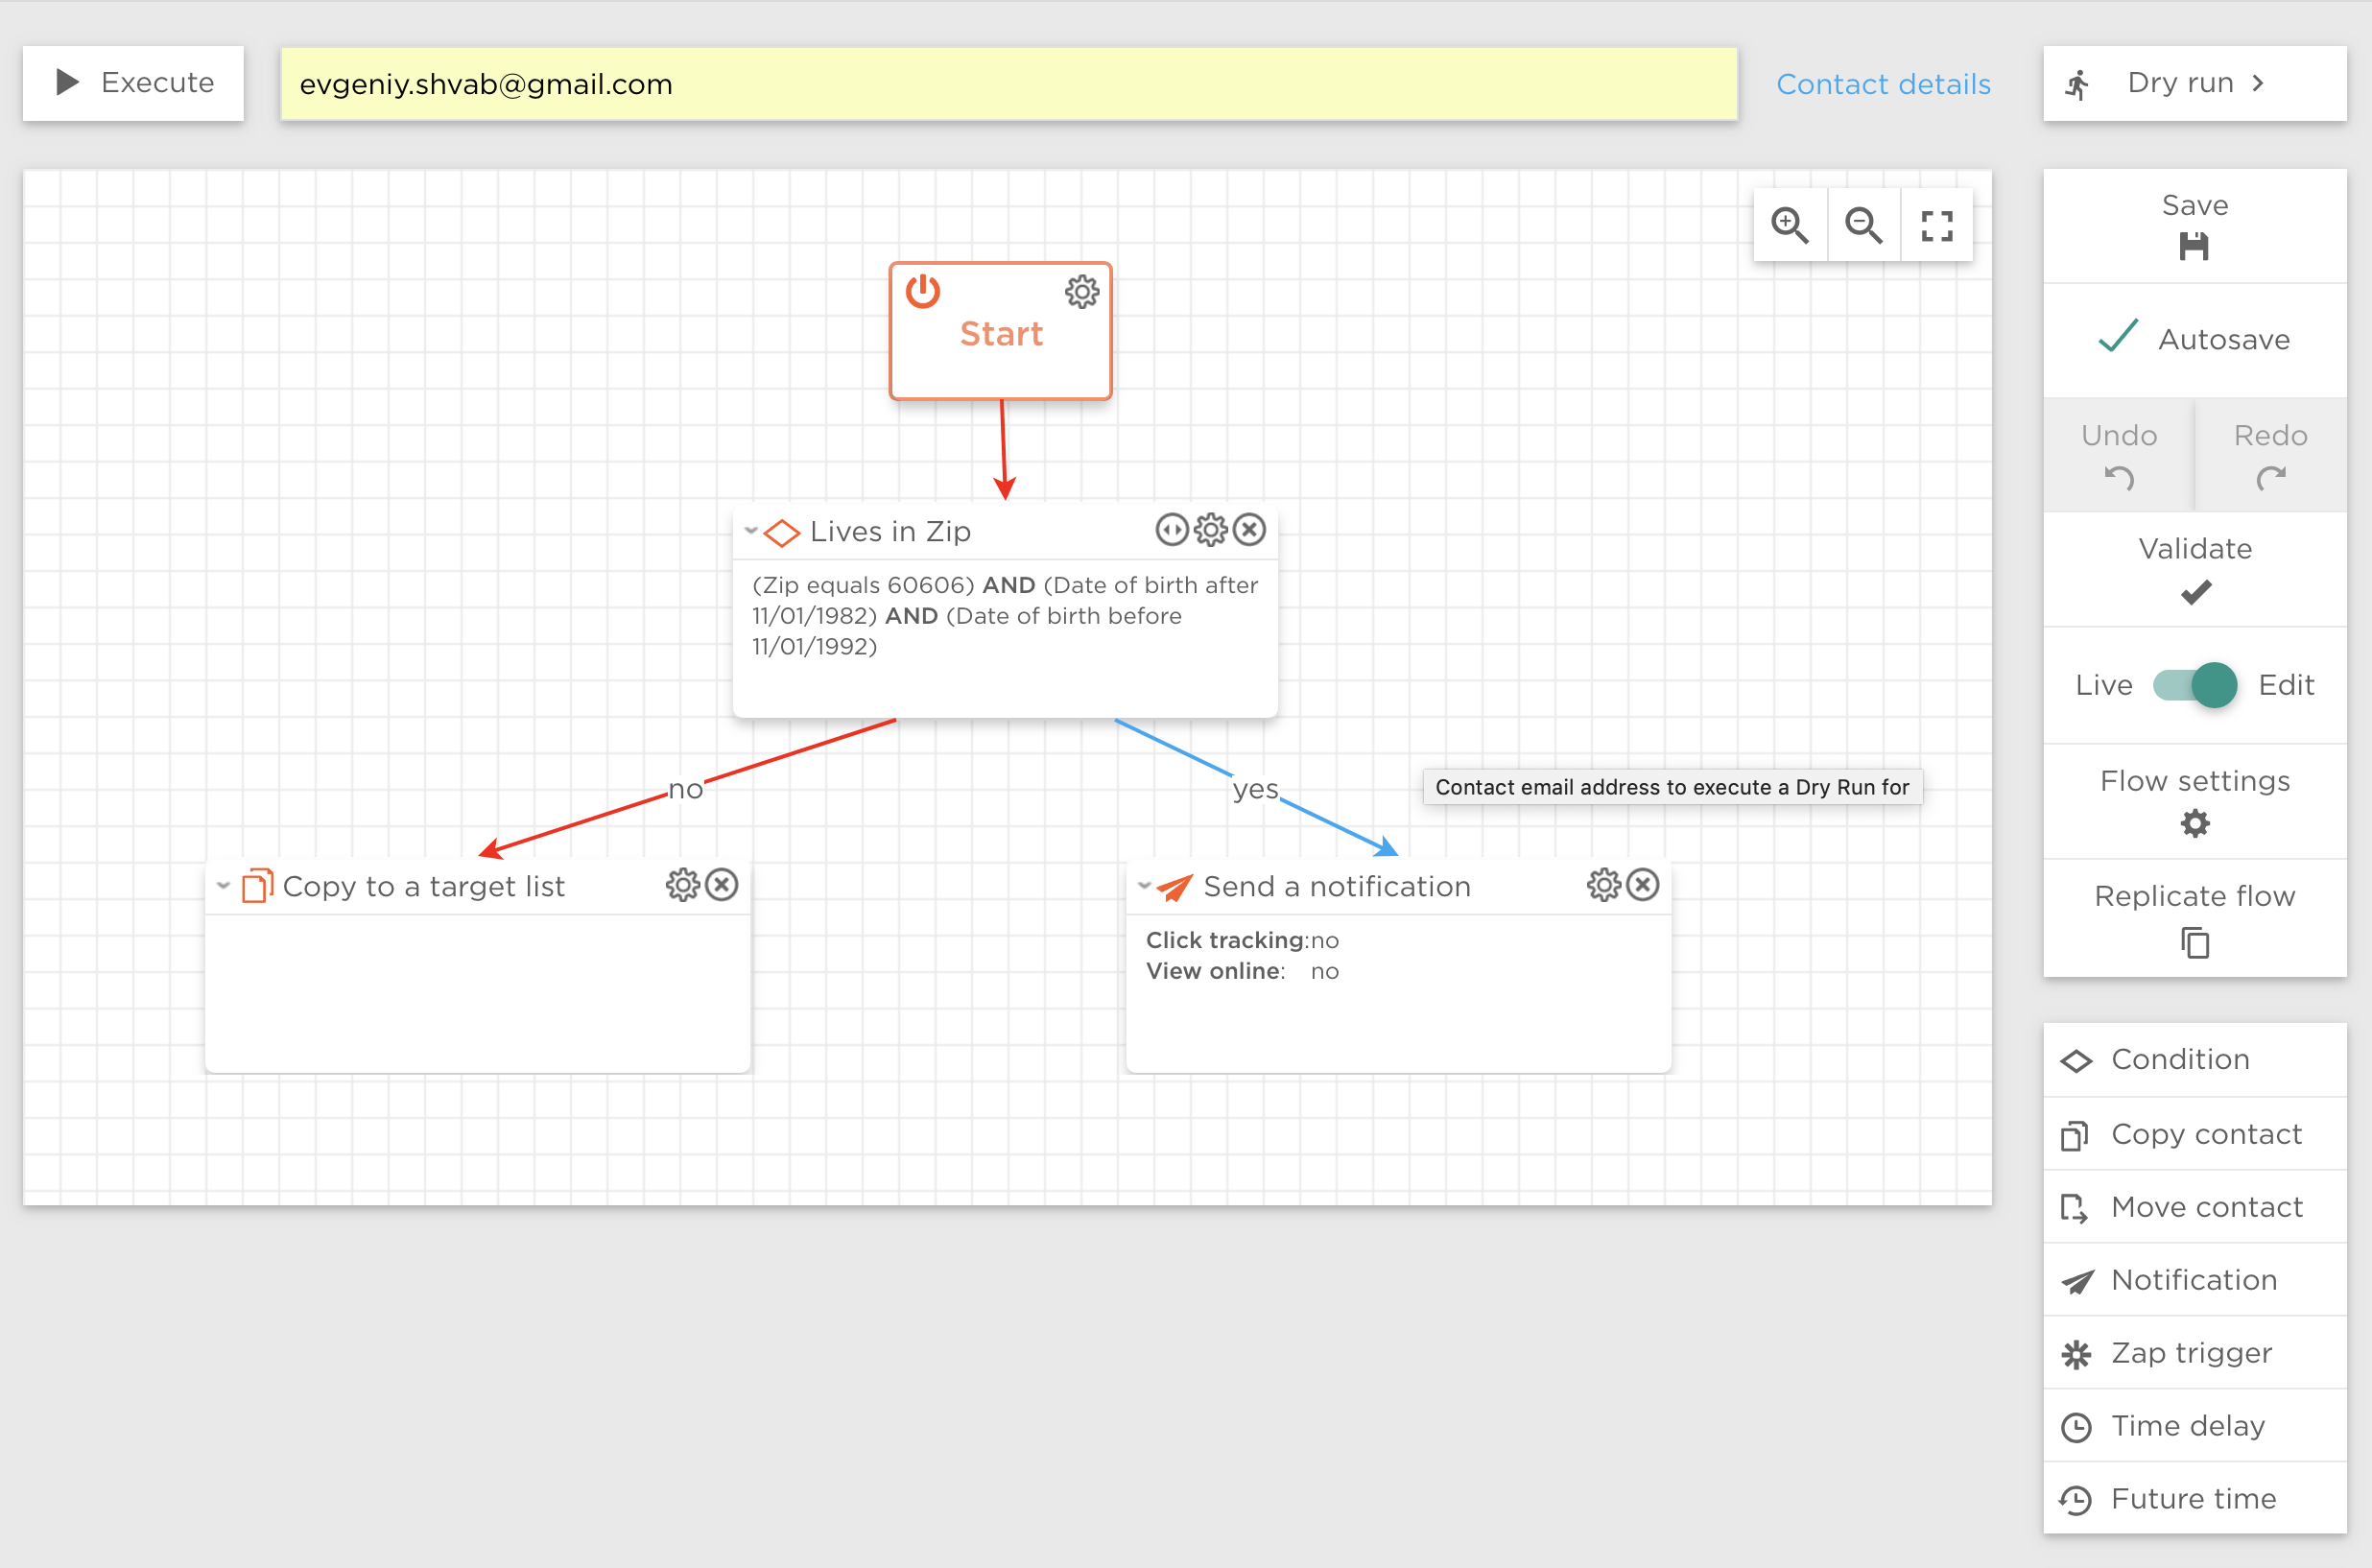 Execute
evgeniy.shvab@gmail.com
Contact details
Dry run
Save
Autosave
Undo
Redo
Validate
Live
Edit
Flow settings
Replicate flow
Start
Lives in Zip
(Zip equals 60606) AND (Date of birth after
11/01/1982) AND (Date of birth before
11/01/1992)
no
yes
Contact email address to execute a Dry Run for
Copy to a target list
Send a notification
Click tracking:no
View online: no
Condition
Copy contact
Move contact
Notification
Zap trigger
Time delay
Future time